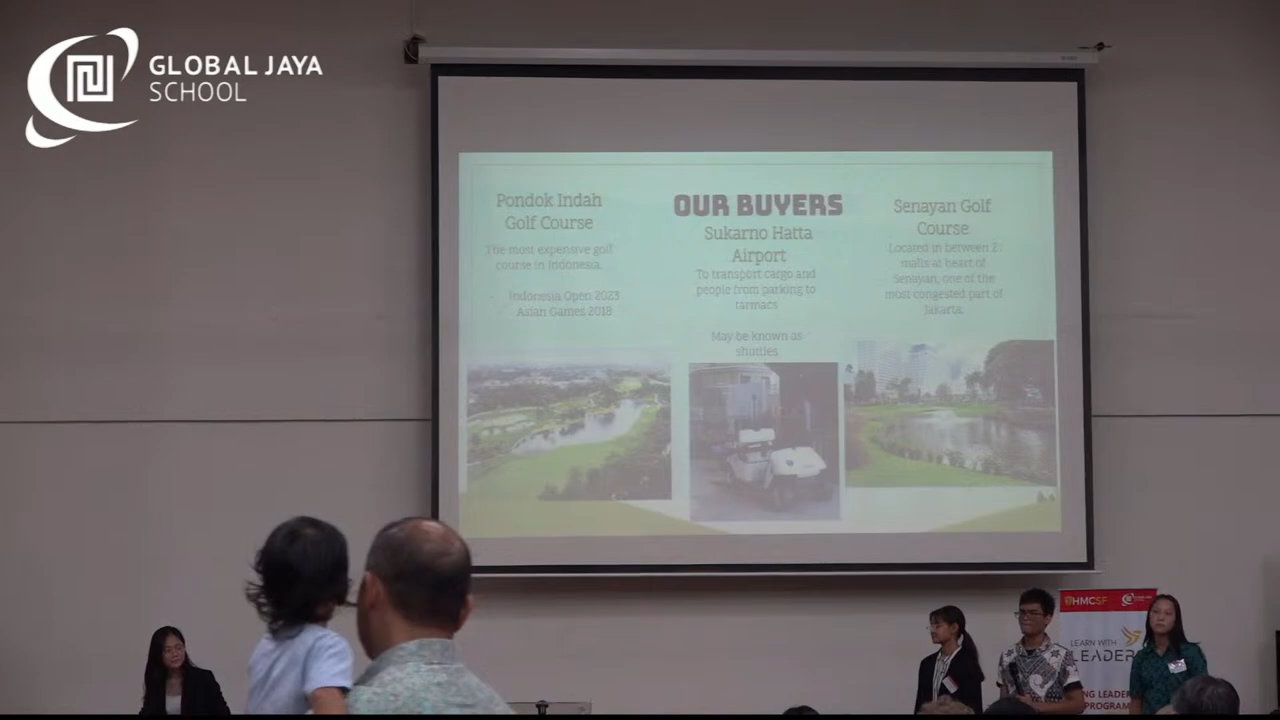 GLOBAL JAYA
SCHOOL
Pondok Indah
Golf Course
The most expensive golf
course in Indonesia.
Indonesia Open 2023
Asian Games 2018
OUR BUYERS
Sukarno Hatta
Airport
To transport cargo and
people from parking to
tarmacs
May be known as
shuttles
Senayan Golf
Course
Located in between 2
malls at heart of
Senayan, one of the
most congested part of
Jakarta.
HMCSF
LEARN WITH
LEADER
NG LEADER
PROGRAM